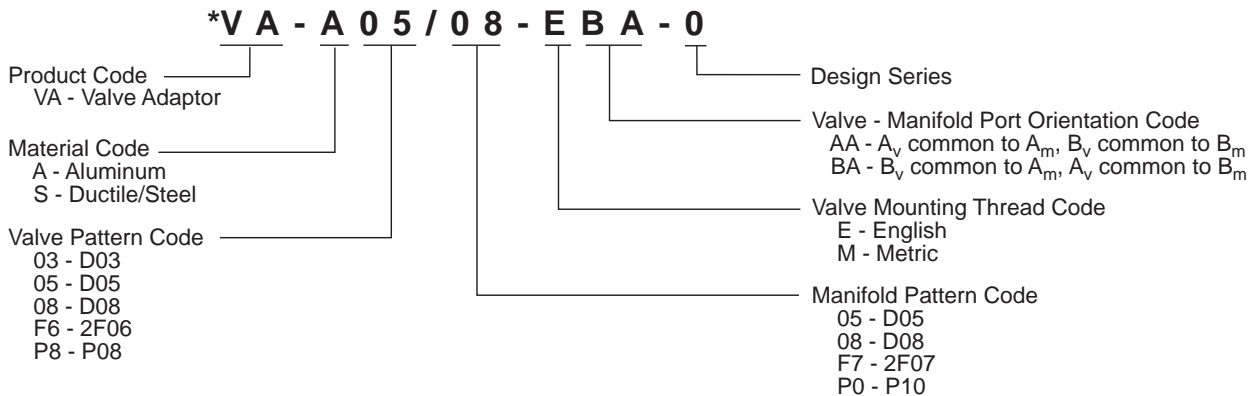 *VA-A05/08-EBA-0
Product Code
VA - Valve Adaptor
Material Code
A - Aluminum
S - Ductile/Steel
Valve Pattern Code
03 - D03
05 - D05
08 - D08
F6 - 2F06
P8 - P08
Design Series
Valve - Manifold Port Orientation Code
AA - Av common to Am, Bv common to Bm
BA - Bv common to Am, Av common to Bm
Valve Mounting Thread Code
E - English
M - Metric
Manifold Pattern Code
05 - D05
08 - D08
F7 - 2F07
P0 - P10